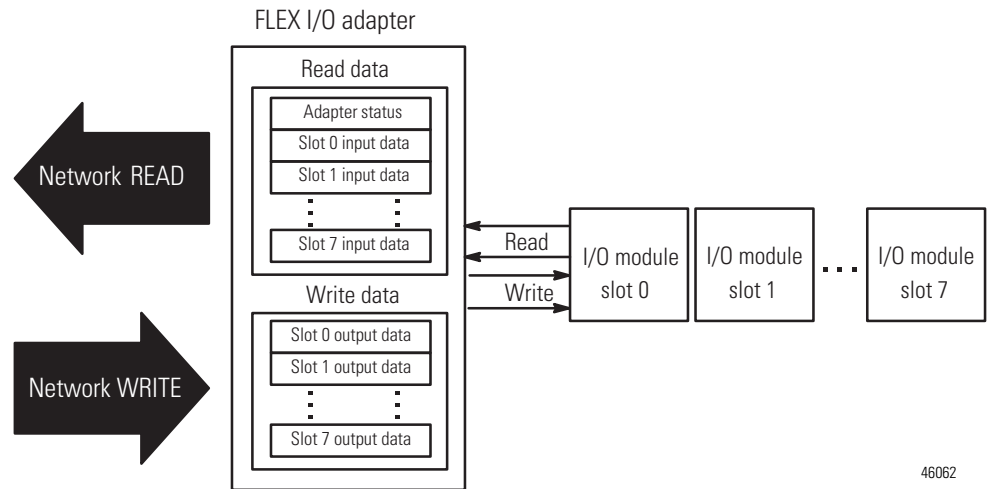 FLEX I/O adapter
Read data
Adapter status
Slot 0 input data
Slot 1 input data
Slot 7 input data
Network READ
Read
Write
I/O module
slot 0
I/O module
slot 1
I/O module
slot 7
Write data
Slot 0 output data
Slot 1 output data
Slot 7 output data
Network WRITE
46062